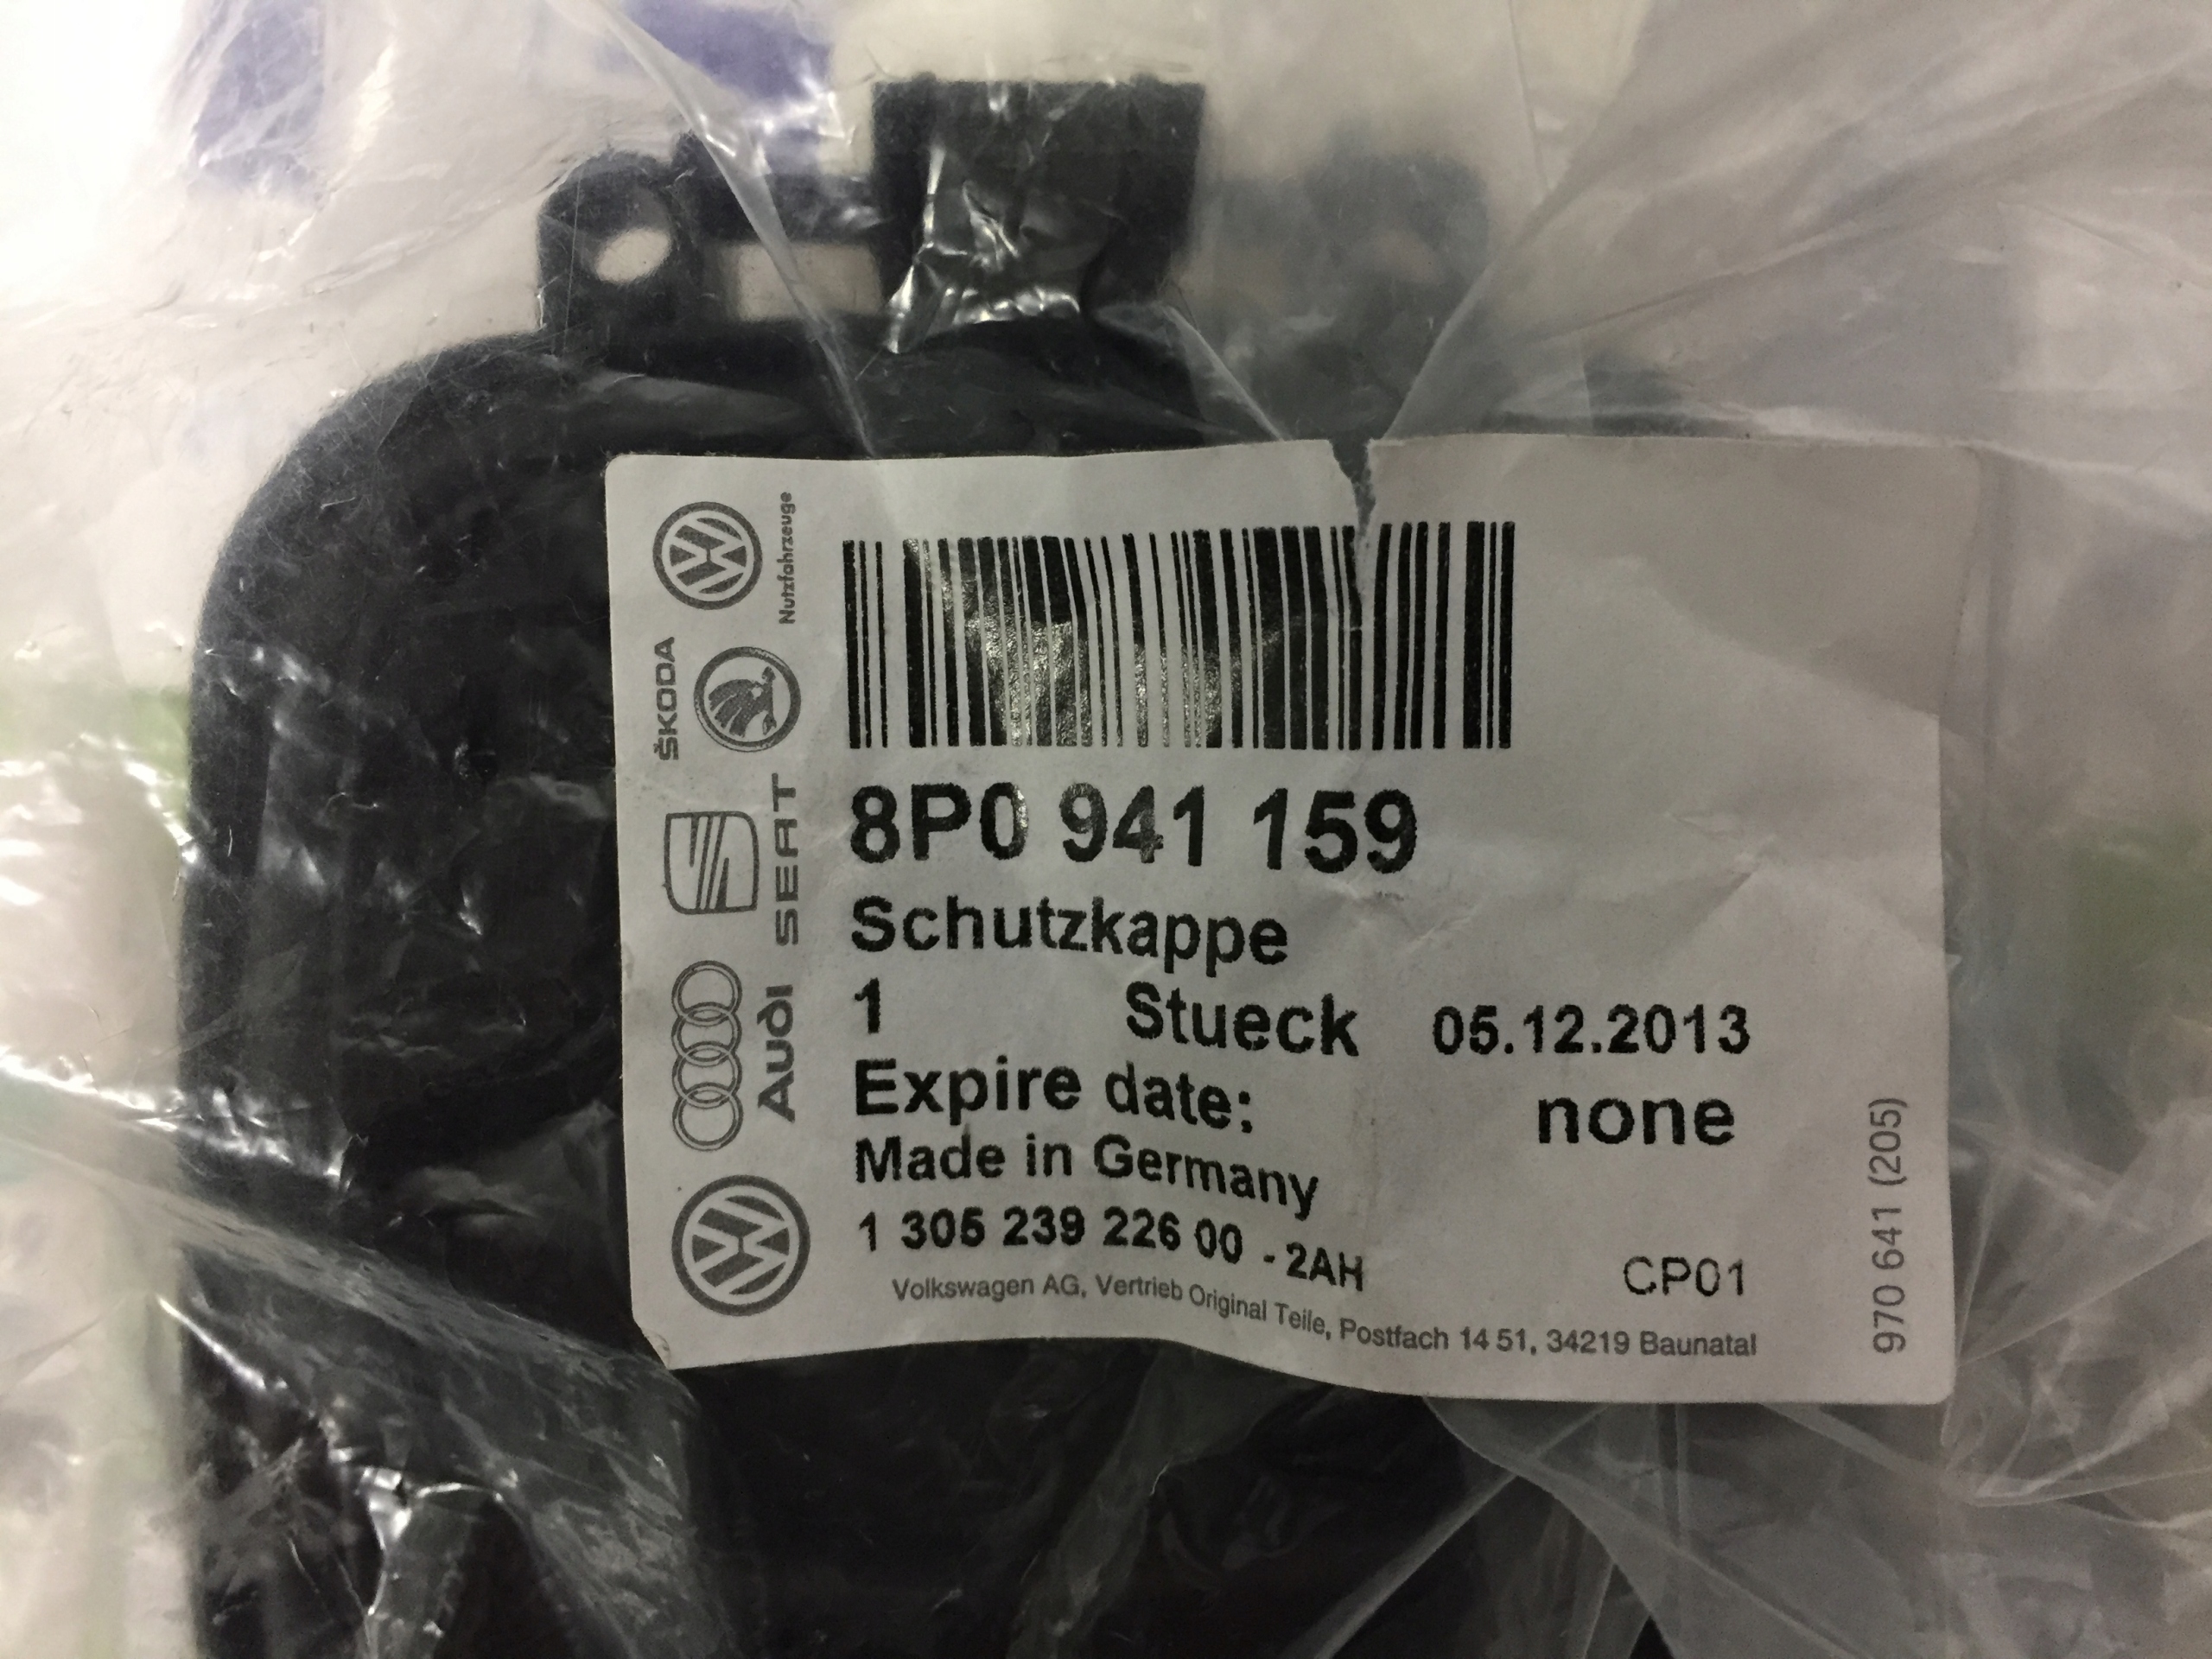 Nutzfahrzeuge
ŠKODA
SEAT
Audi
8P0 941 159
Schutzkappe
1 Stueck 05.12.2013
Expire date: none
Made in Germany
1 305 239 226 00 - 2AH CP01
Volkswagen AG, Vertrieb Original Teile, Postfach 14 51, 34219 Baunatal
970 641 (205)